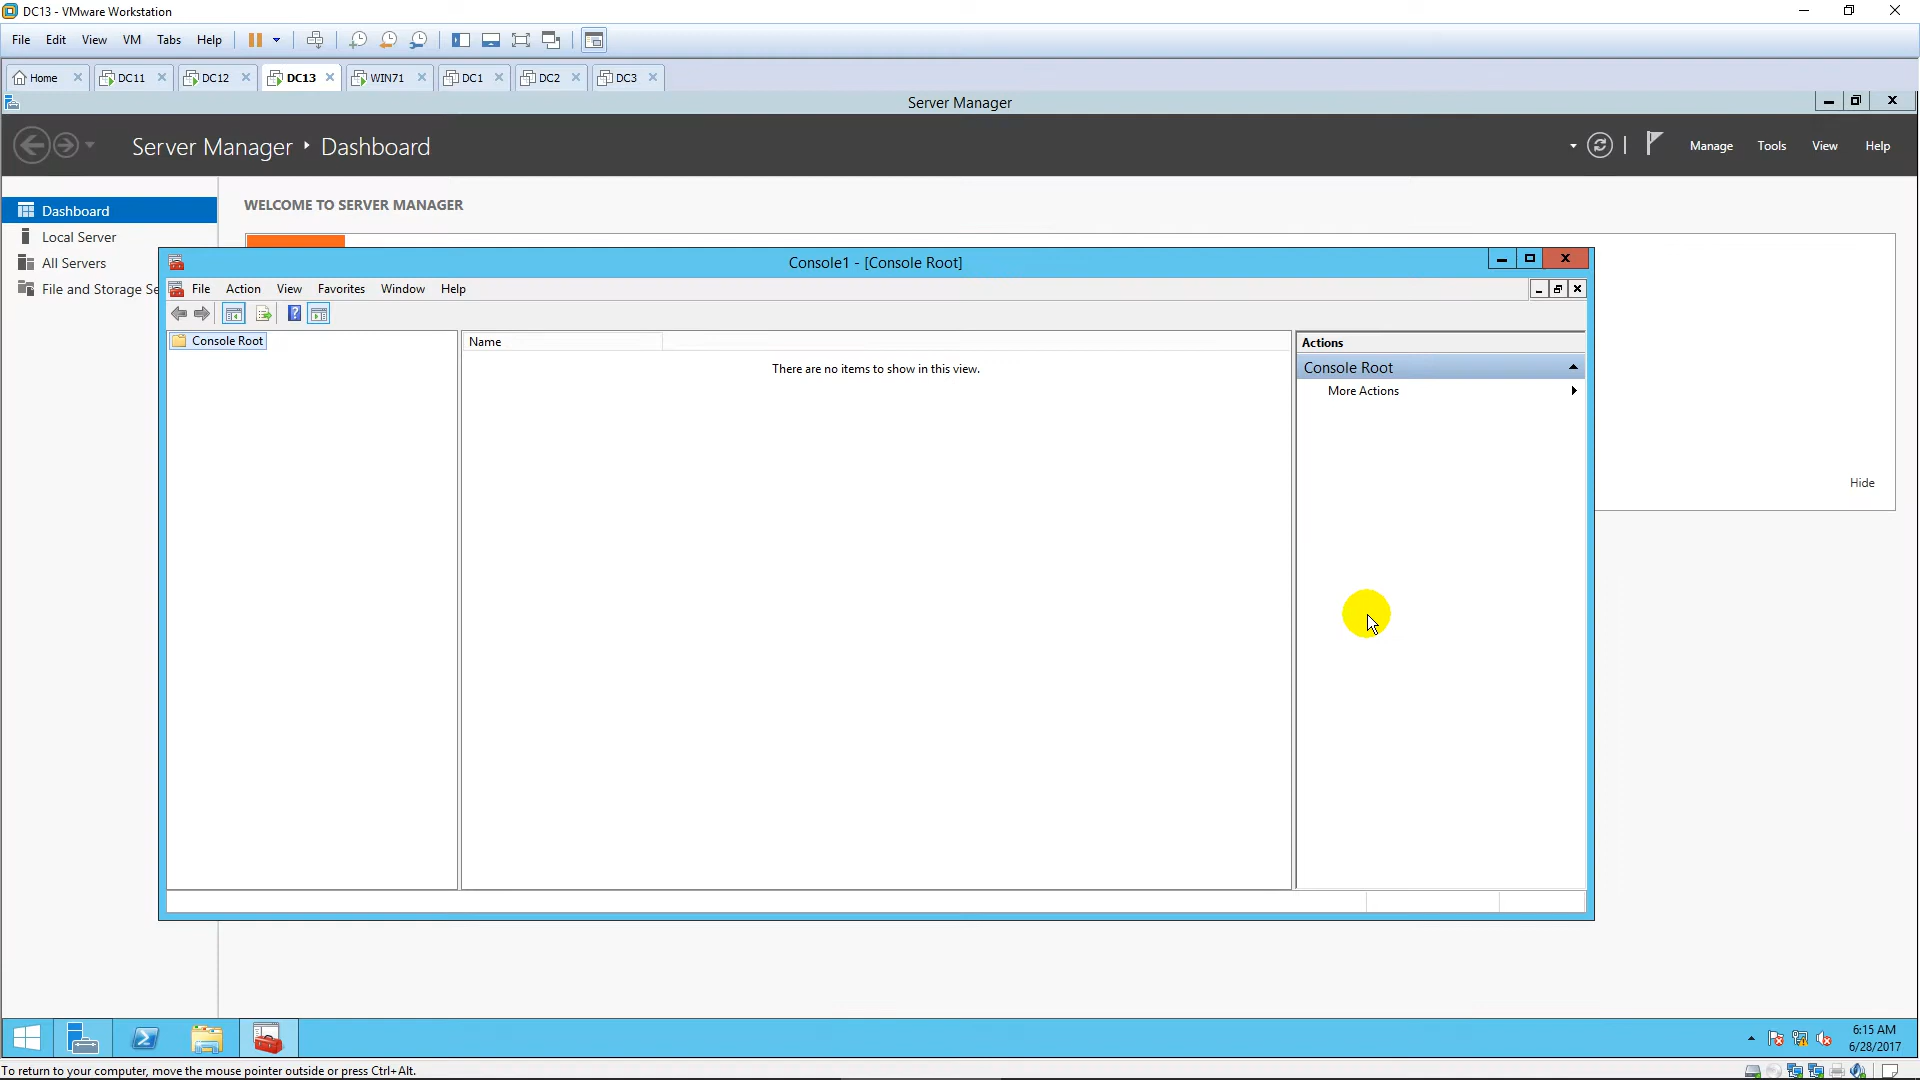 DC13 - VMware Workstation
File Edit View VM Tabs Help
Home DC11 DC12 DC13 WIN71 DC1 DC2 DC3
Server Manager
Server Manager Dashboard
Manage Tools View Help
Dashboard
Local Server
All Servers
File and Storage Se
WELCOME TO SERVER MANAGER
Hide
Console1 - [Console Root]
File Action View Favorites Window Help
Console Root
Name
There are no items to show in this view.
Actions
Console Root
More Actions
6:15 AM
6/28/2017
To return to your computer, move the mouse pointer outside or press Ctrl+Alt.